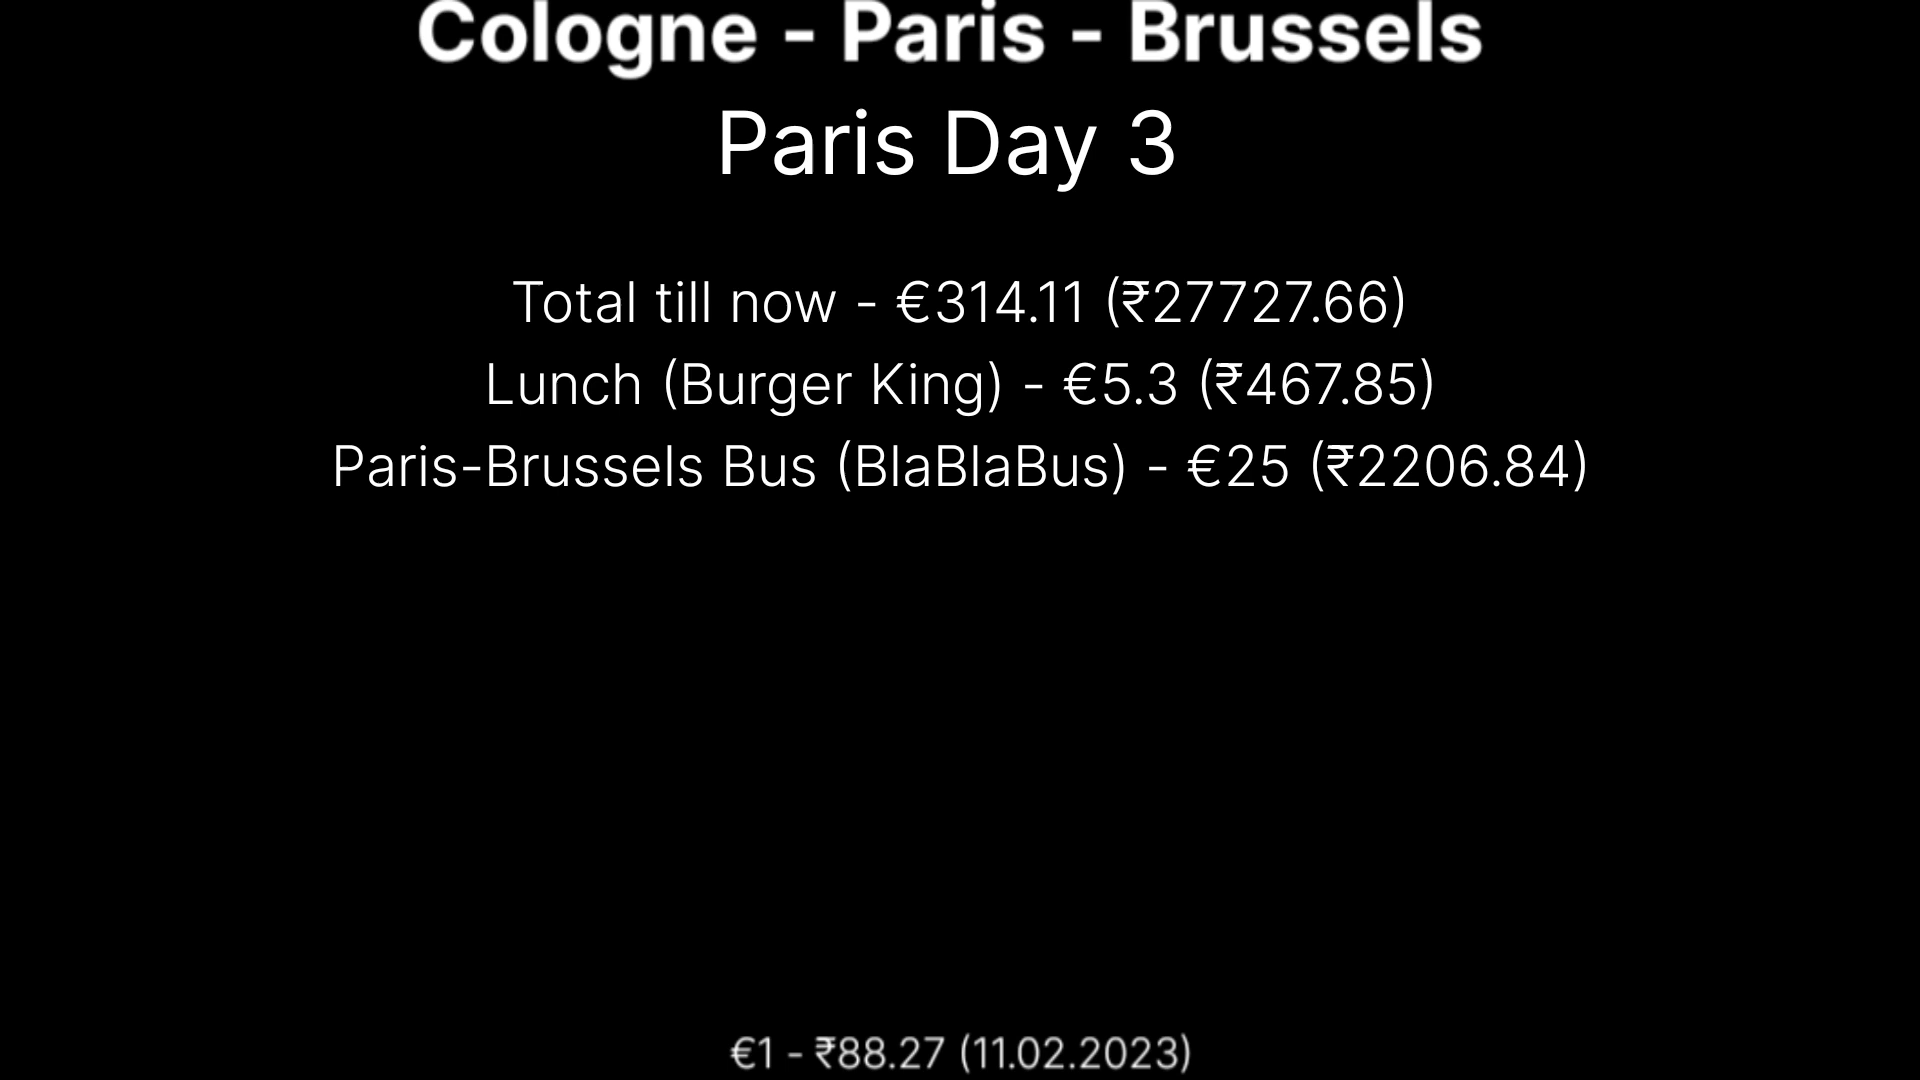 Cologne - Paris - Brussels
Paris Day 3
Total till now - €314.11 (₹27727.66)
Lunch (Burger King) - €5.3 (₹467.85)
Paris-Brussels Bus (BlaBlaBus) - €25 (₹2206.84)
€1 - ₹88.27 (11.02.2023)